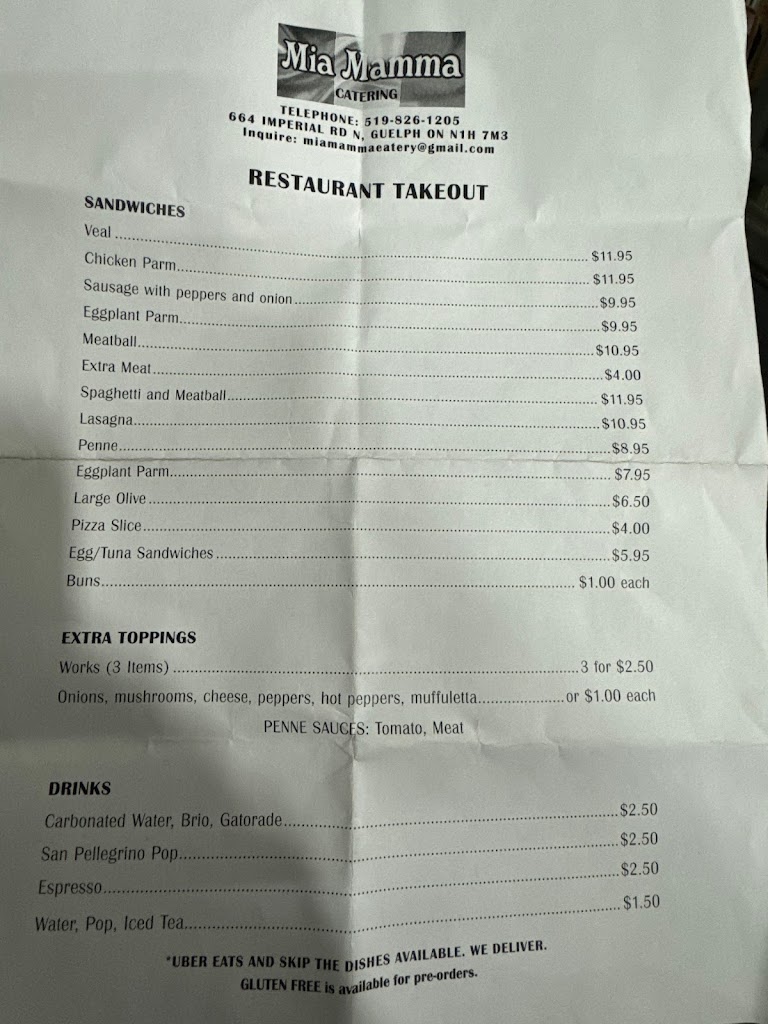 Mia Mamma
CATERING
TELEPHONE: 519-826-1205
664 IMPERIAL RD N, GUELPH ON N1H 7M3
Inquire: miamammaeatery@gmail.com
RESTAURANT TAKEOUT
SANDWICHES
Veal ........ $11.95
Chicken Parm........ $11.95
Sausage with peppers and onion........ $9.95
Eggplant Parm........ $9.95
Meatball........ $10.95
Extra Meat........ $4.00
Spaghetti and Meatball........ $11.95
Lasagna........ $10.95
Penne........ $8.95
Eggplant Parm........ $7.95
Large Olive ........ $6.50
Pizza Slice........ $4.00
Egg/Tuna Sandwiches ........ $5.95
Buns........ $1.00 each
EXTRA TOPPINGS
Works (3 Items) ........ 3 for $2.50
Onions, mushrooms, cheese, peppers, hot peppers, muffuletta........ or $1.00 each
PENNE SAUCES: Tomato, Meat
DRINKS
Carbonated Water, Brio, Gatorade........ $2.50
San Pellegrino Pop........ $2.50
Espresso........ $2.50
Water, Pop, Iced Tea........ $1.50
*UBER EATS AND SKIP THE DISHES AVAILABLE. WE DELIVER.
GLUTEN FREE is available for pre-orders.